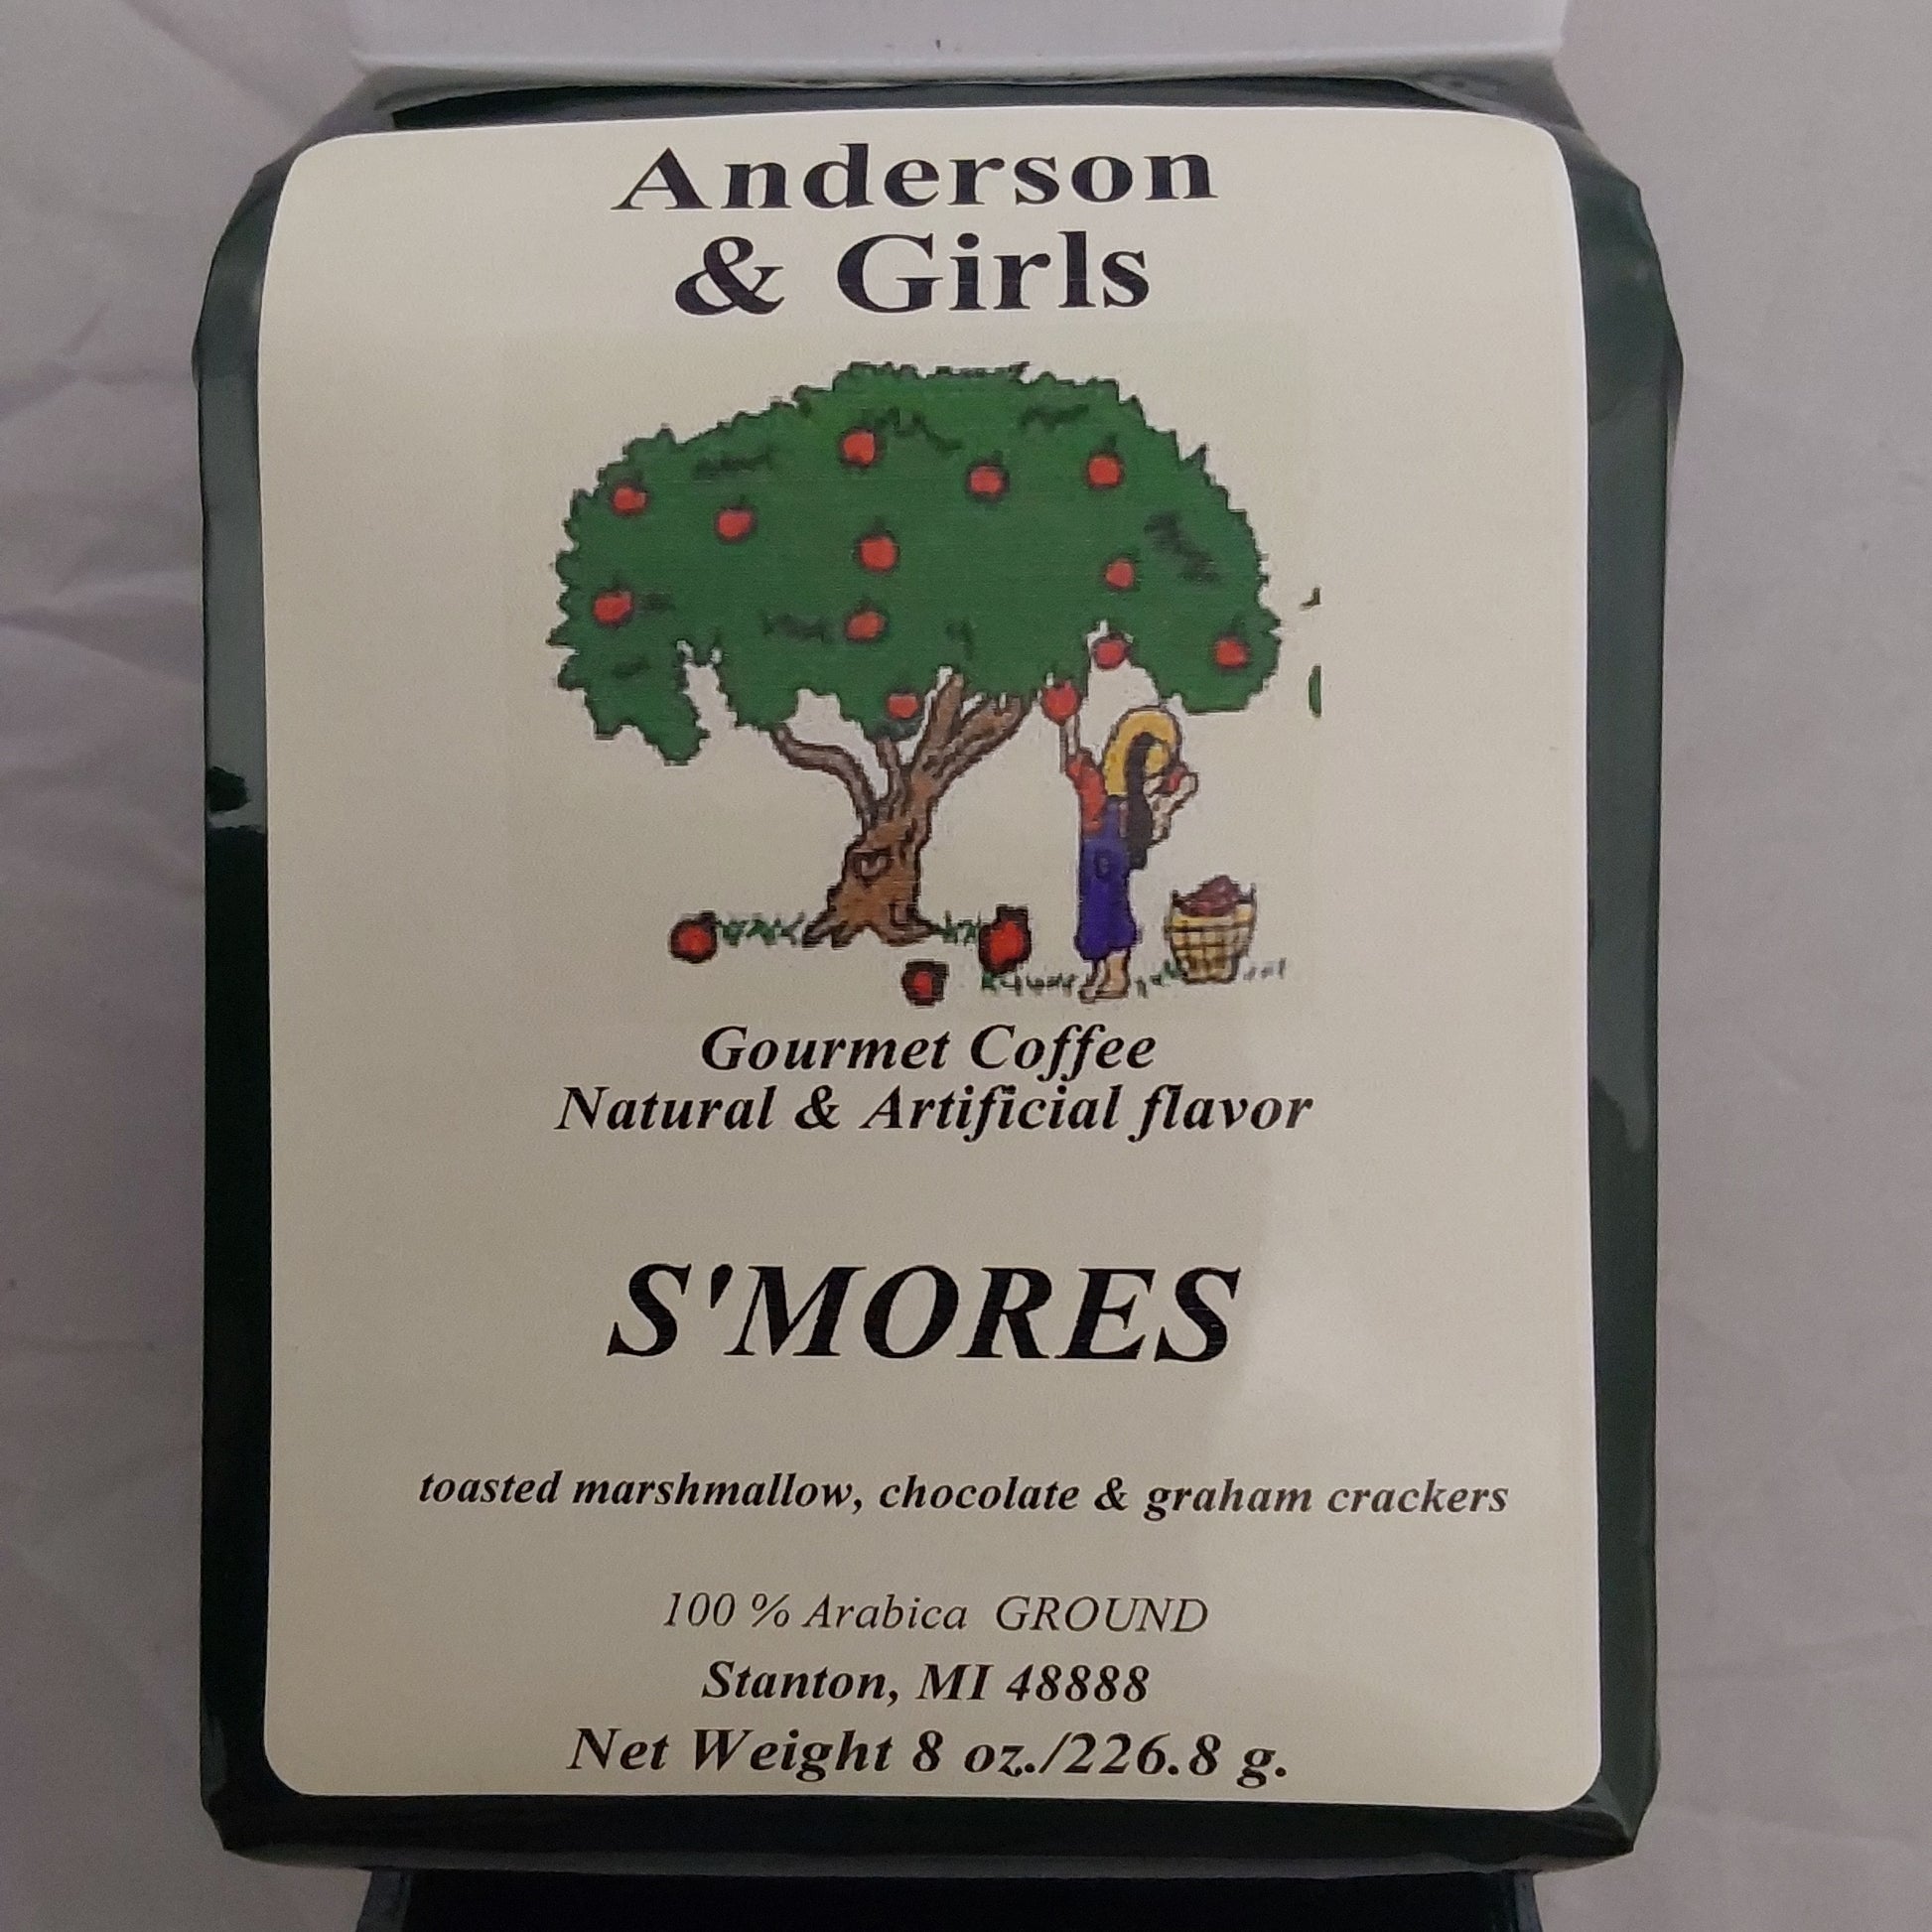 Anderson
& Girls
Gourmet Coffee
Natural & Artificial flavor
S'MORES
toasted marshmallow, chocolate & graham crackers
100 % Arabica GROUND
Stanton, MI 48888
Net Weight 8 oz./226.8 g.